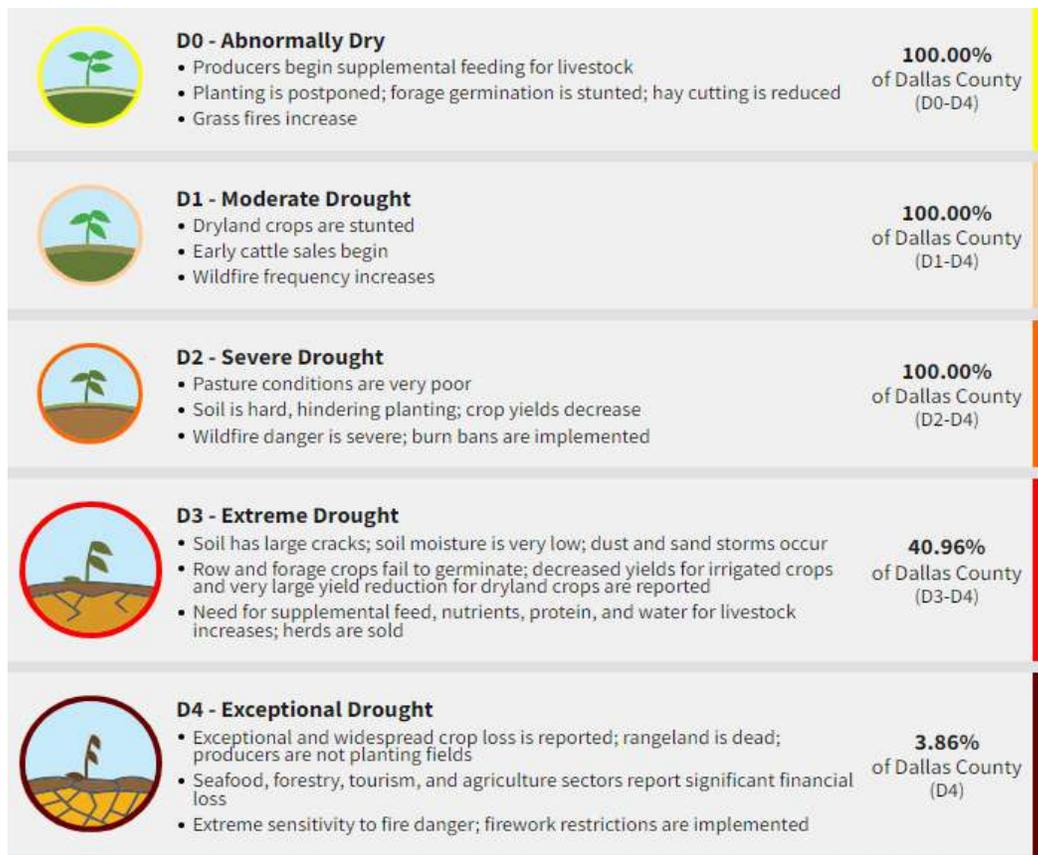 D0 - Abnormally Dry
• Producers begin supplemental feeding for livestock
• Planting is postponed; forage germination is stunted; hay cutting is reduced
• Grass fires increase
100.00%
of Dallas County
(D0-D4)
D1 - Moderate Drought
• Dryland crops are stunted
• Early cattle sales begin
• Wildfire frequency increases
100.00%
of Dallas County
(D1-D4)
D2 - Severe Drought
• Pasture conditions are very poor
• Soil is hard, hindering planting; crop yields decrease
• Wildfire danger is severe; burn bans are implemented
100.00%
of Dallas County
(D2-D4)
D3 - Extreme Drought
• Soil has large cracks; soil moisture is very low; dust and sand storms occur
• Row and forage crops fail to germinate; decreased yields for irrigated crops
and very large yield reduction for dryland crops are reported
• Need for supplemental feed, nutrients, protein, and water for livestock
increases; herds are sold
40.96%
of Dallas County
(D3-D4)
D4 - Exceptional Drought
• Exceptional and widespread crop loss is reported; rangeland is dead;
producers are not planting fields
• Seafood, forestry, tourism, and agriculture sectors report significant financial
loss
• Extreme sensitivity to fire danger; firework restrictions are implemented
3.86%
of Dallas County
(D4)